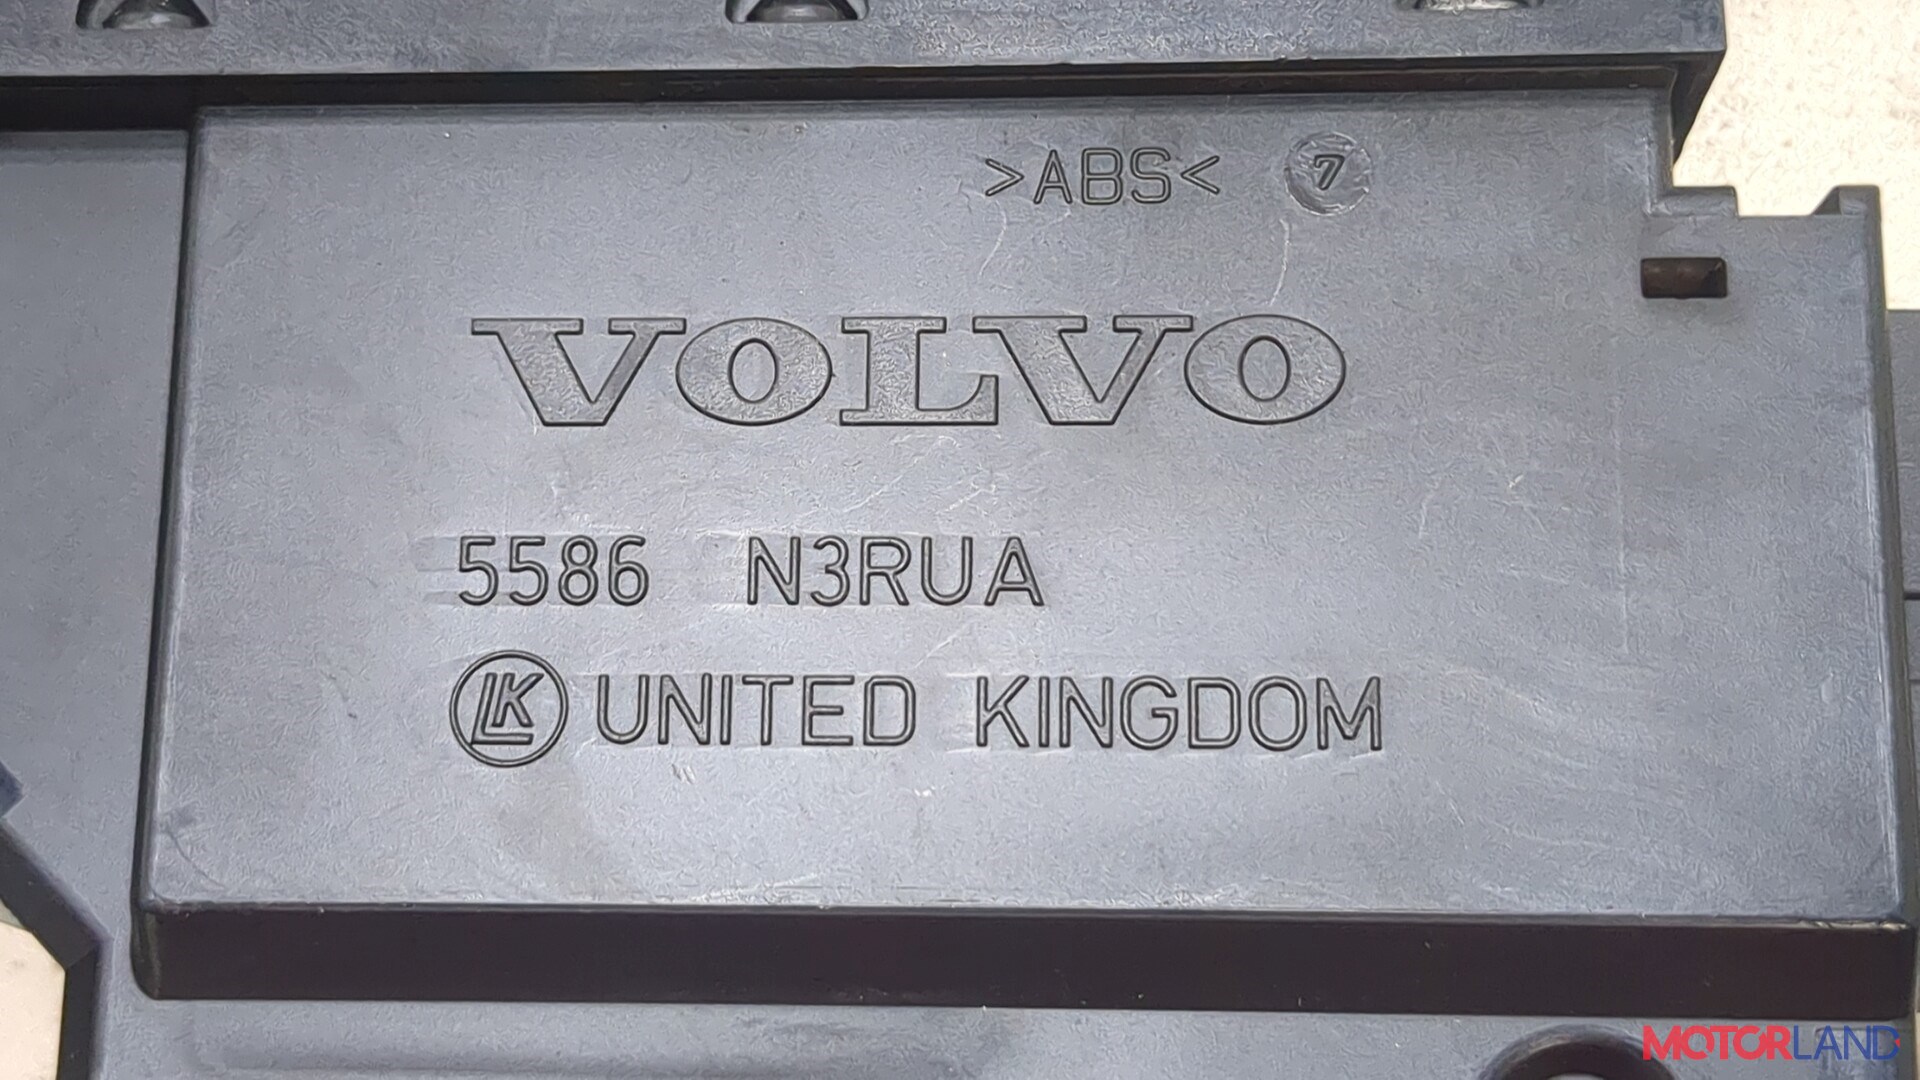 >ABS< 7
VOLVO
5586 N3RUA
LK UNITED KINGDOM
MOTORLAND